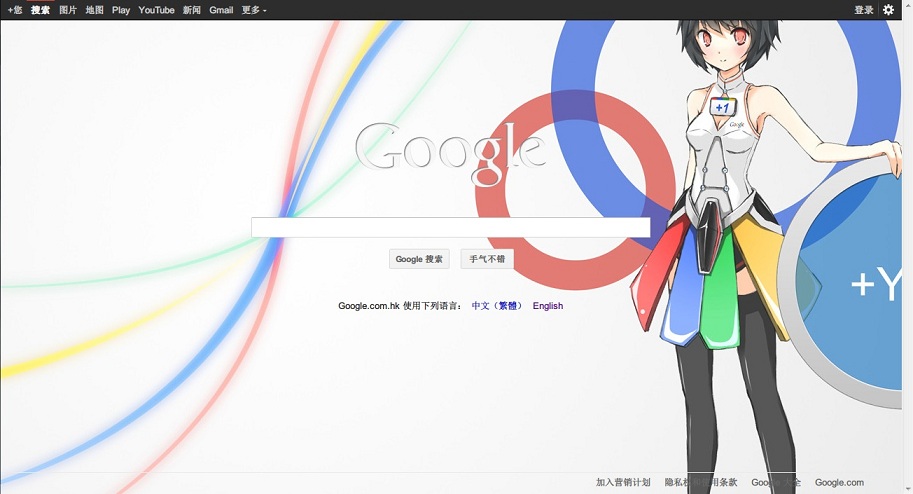 +您 搜索 图片 地图 Play YouTube 新闻 Gmail 更多 登录
+1
Google
Google
Google 搜索 手气不错
+Y
Google.com.hk 使用下列语言： 中文（繁體） English
加入营销计划 隐私权 用条款 Goog 大全 Google.com